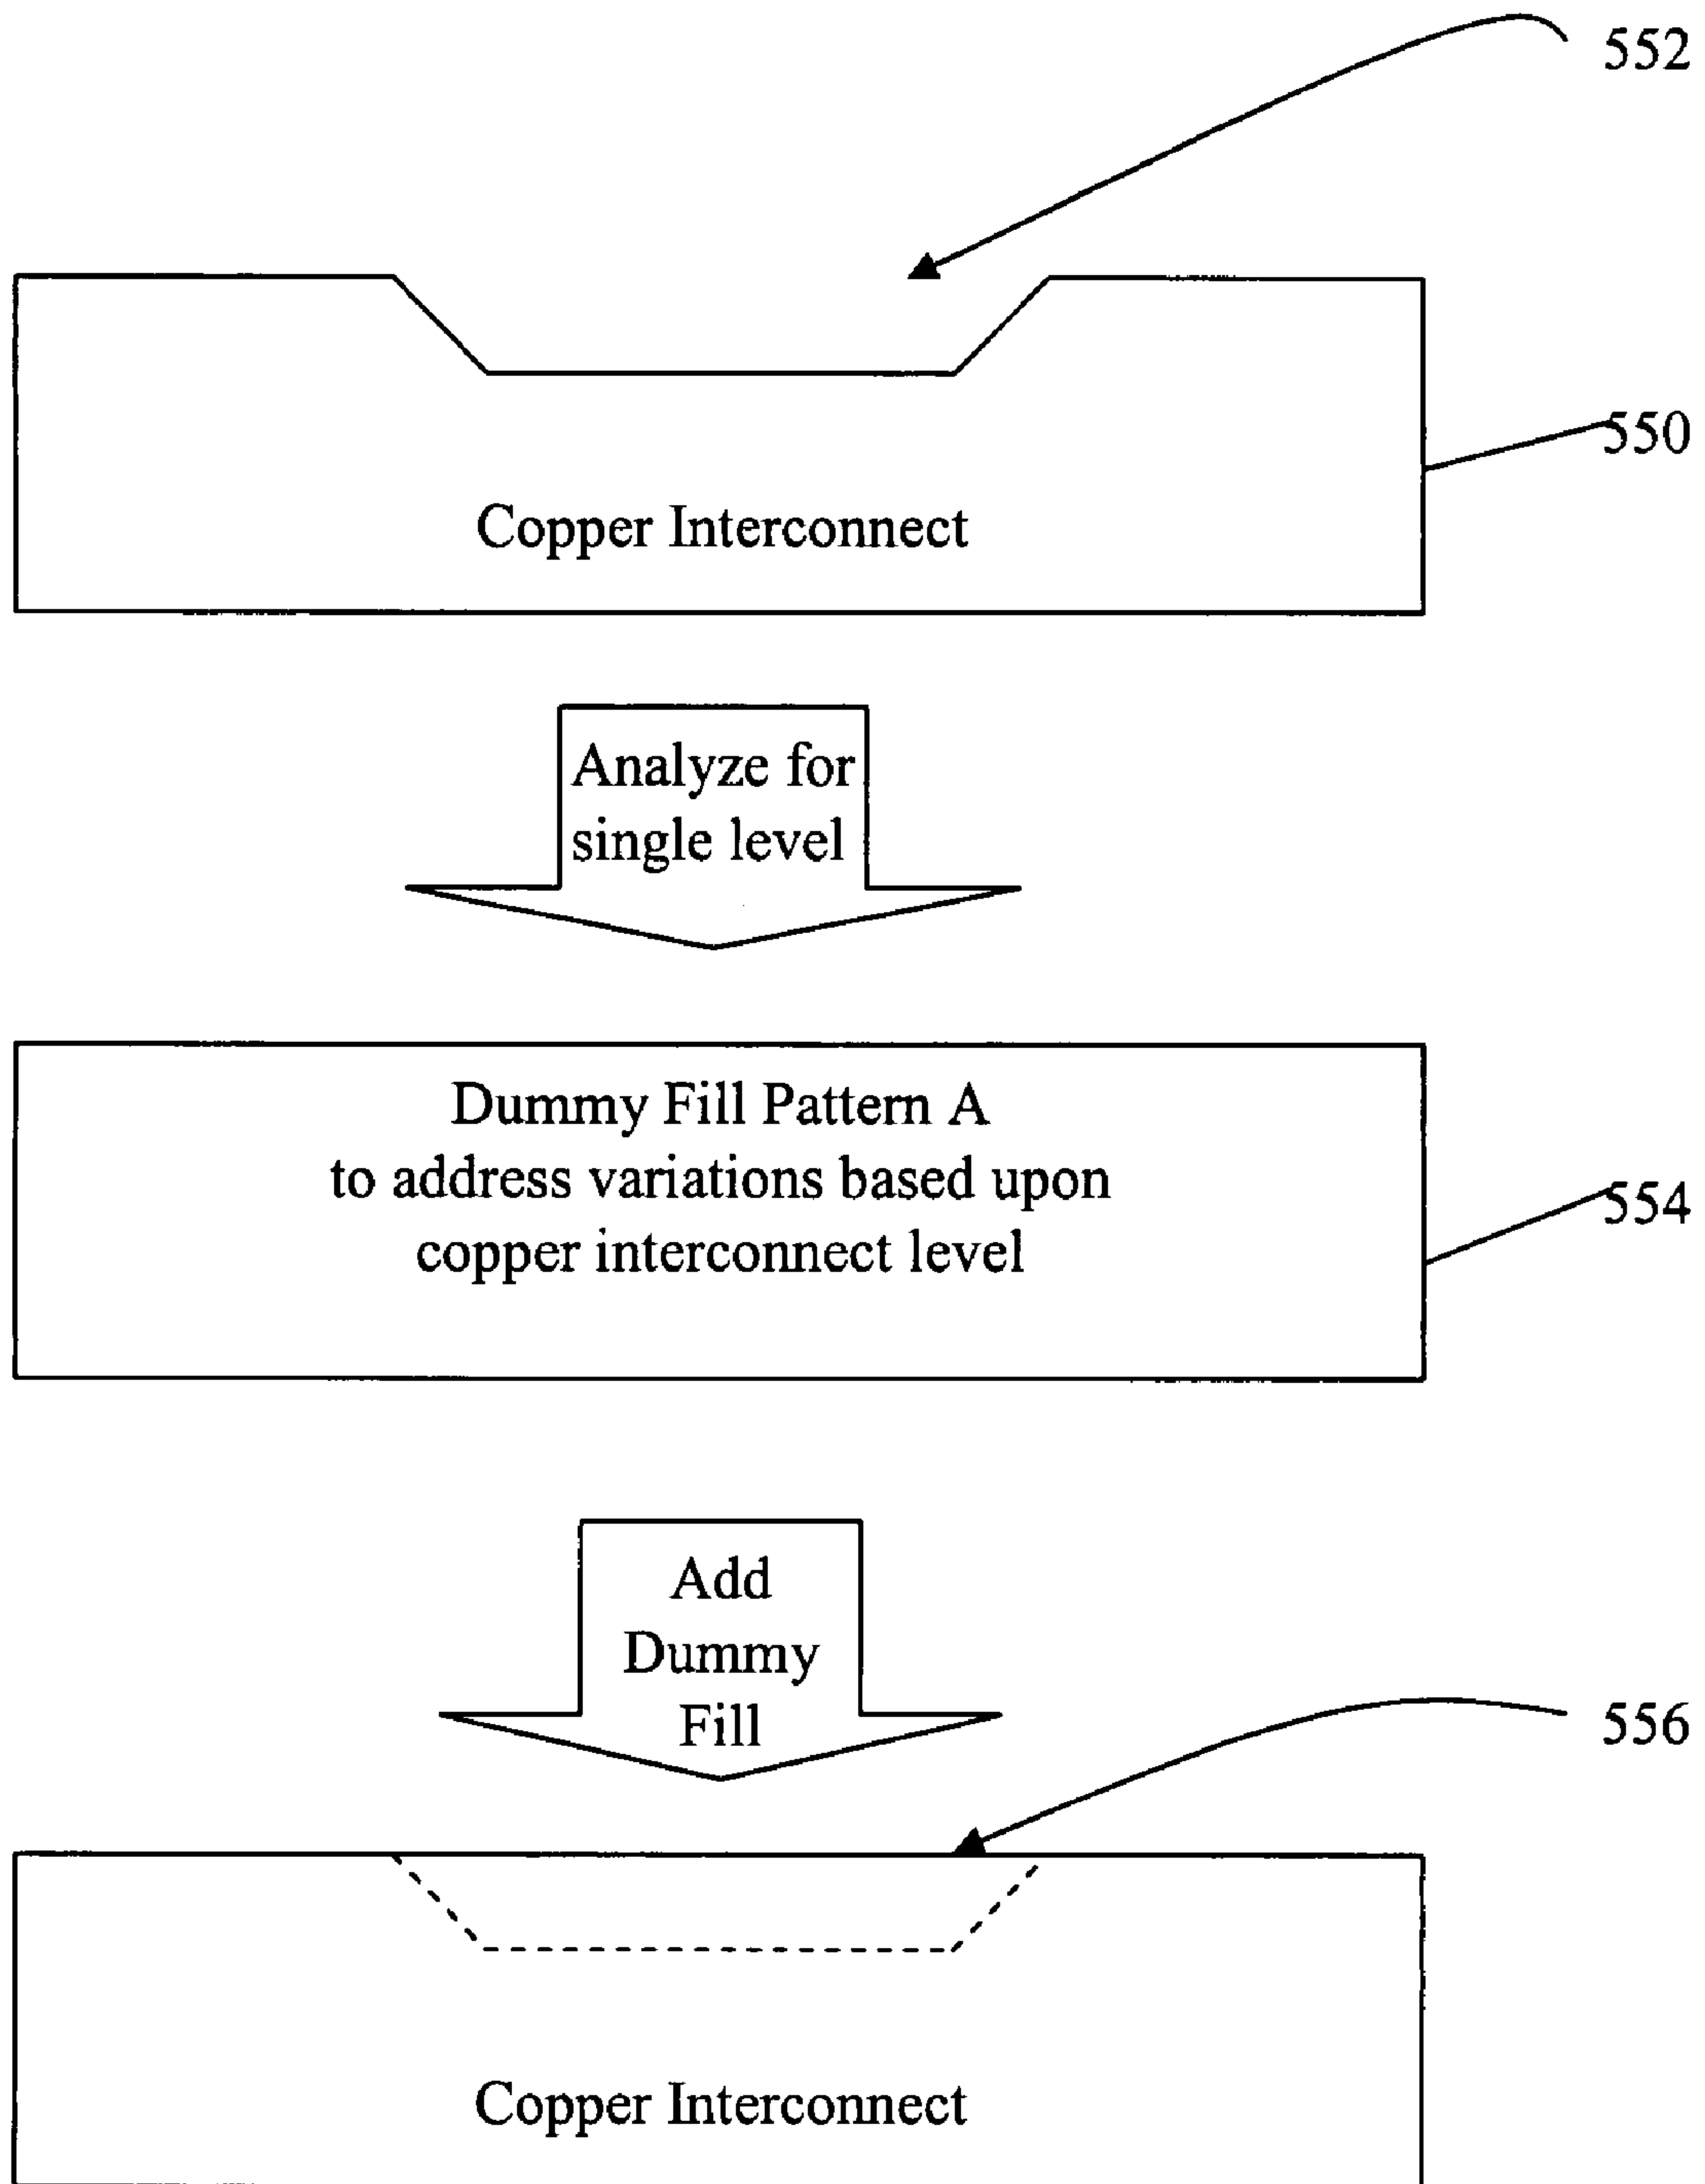 552
550
Copper Interconnect
Analyze for
single level
Dummy Fill Pattern A
to address variations based upon
copper interconnect level
554
Add
Dummy
Fill
556
Copper Interconnect